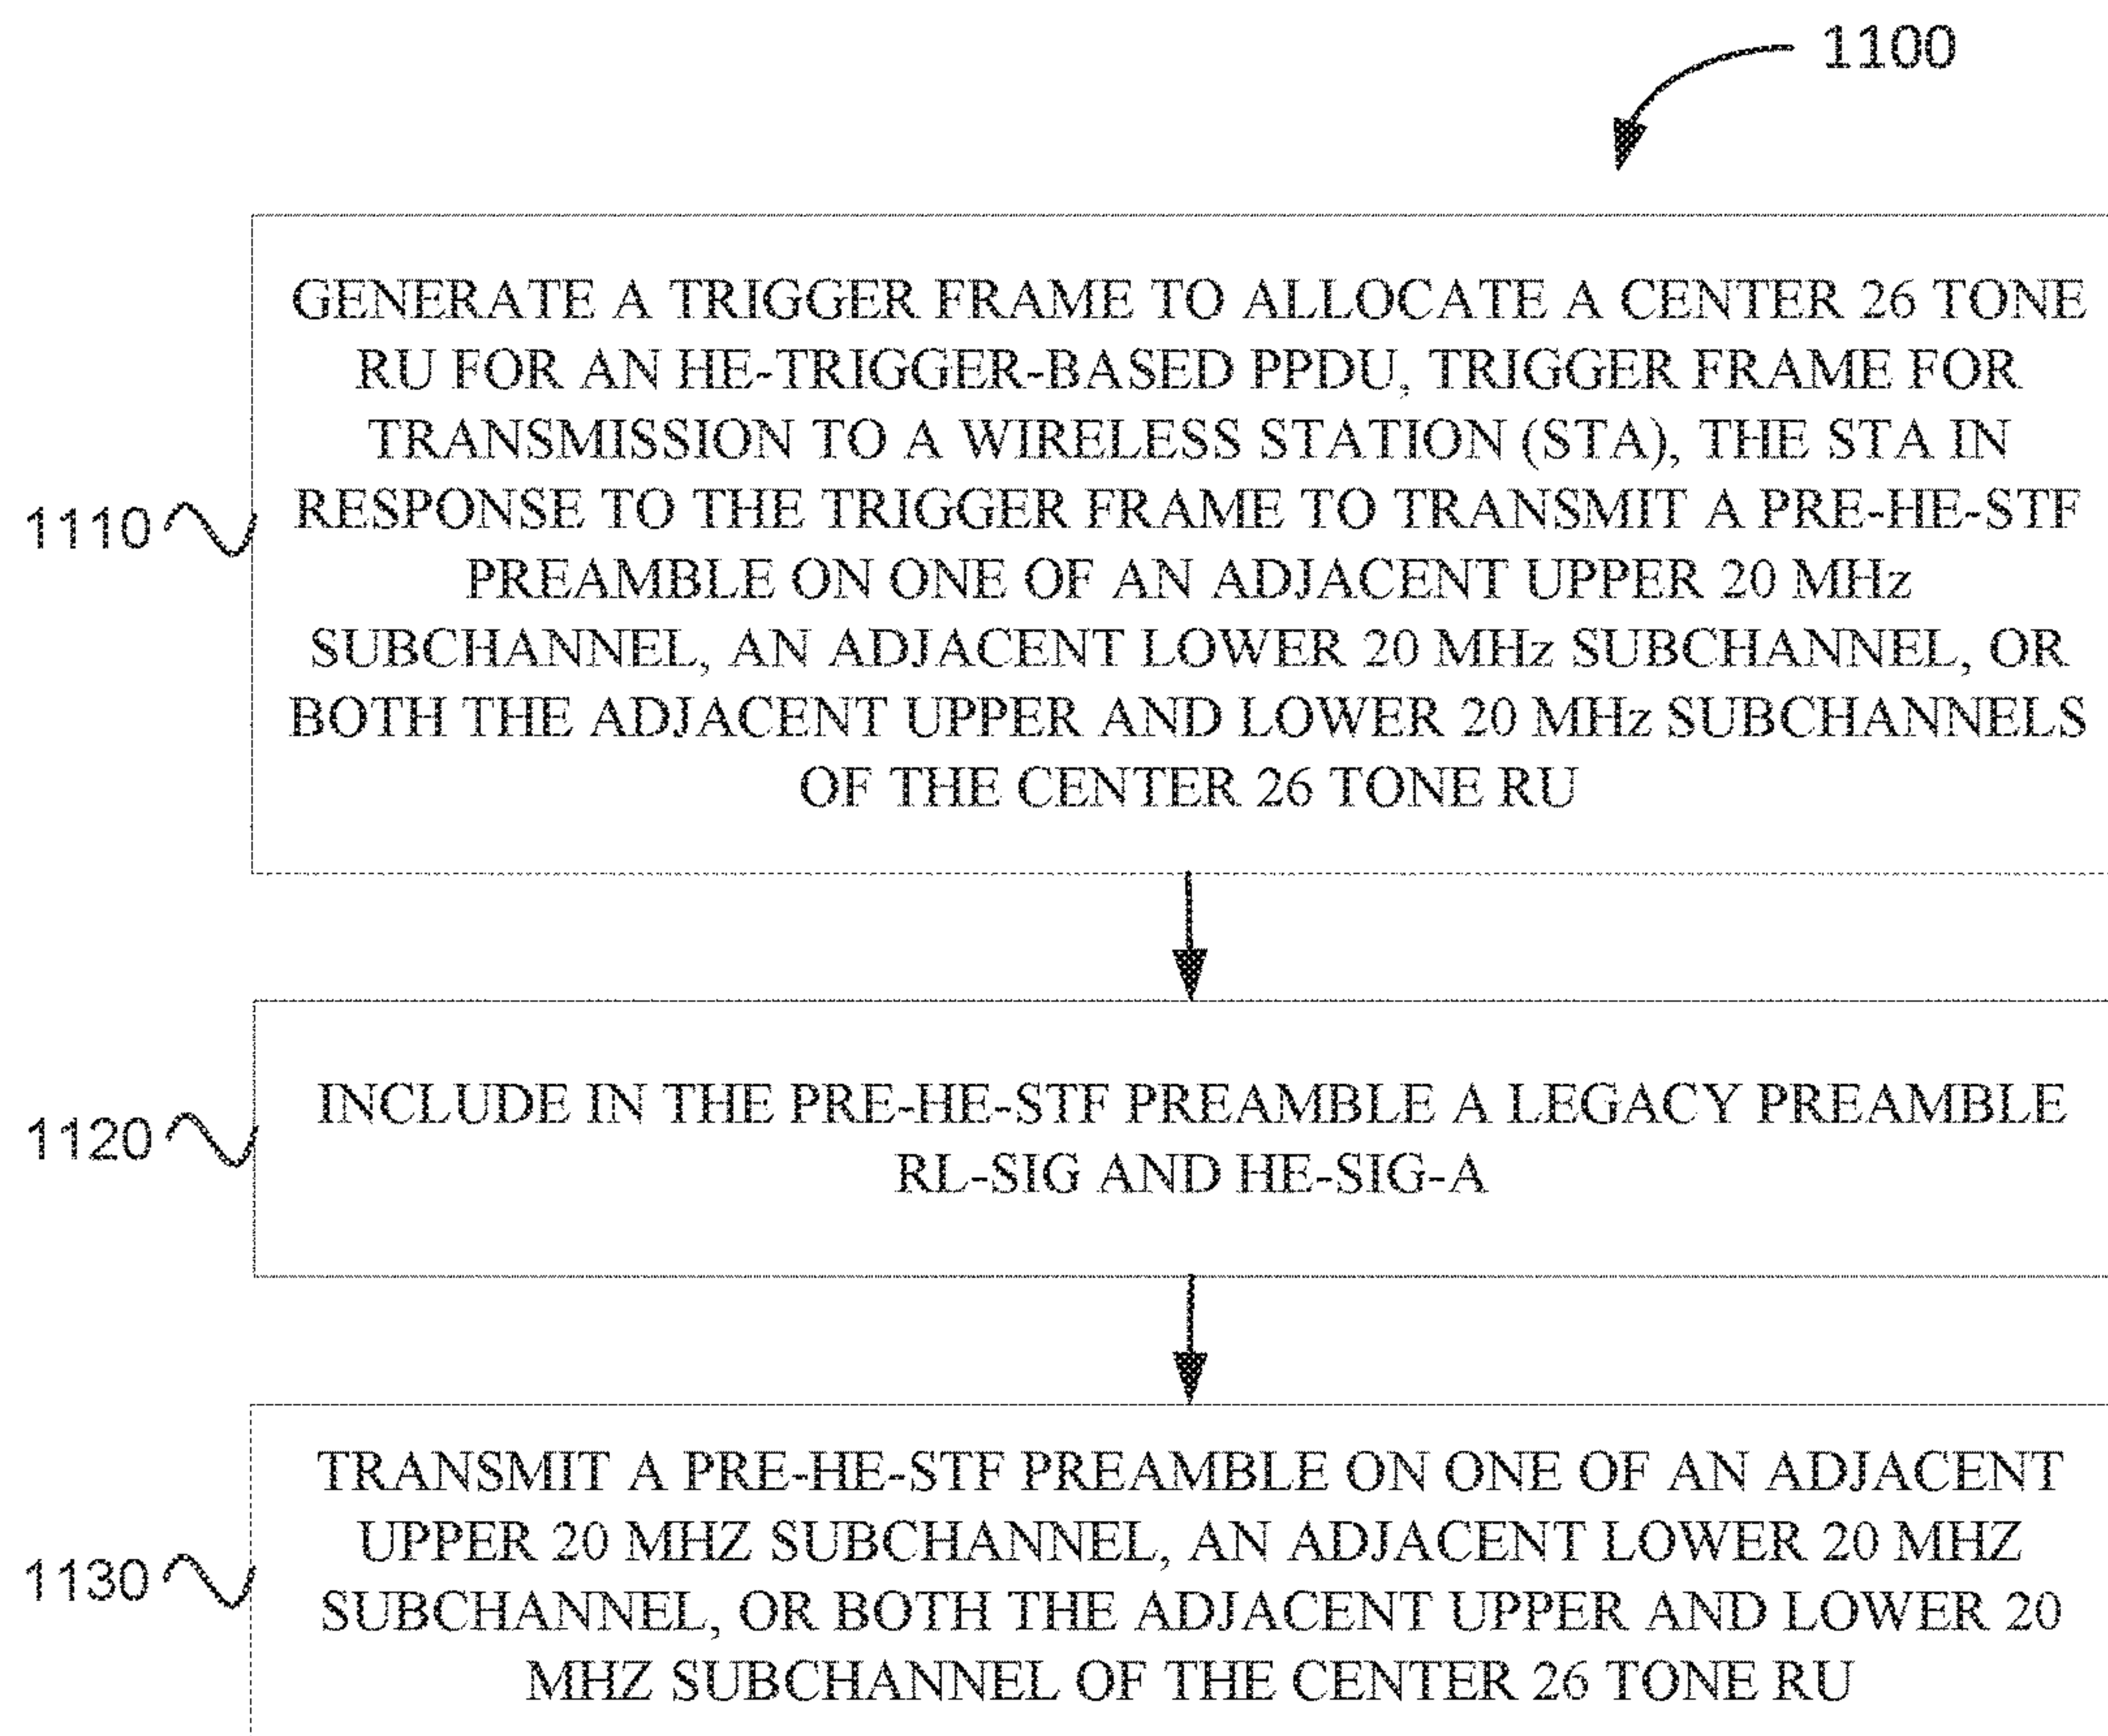 1100
GENERATE A TRIGGER FRAME TO ALLOCATE A CENTER 26 TONE
RU FOR AN HE-TRIGGER-BASED PPDU, TRIGGER FRAME FOR
TRANSMISSION TO A WIRELESS STATION (STA), THE STA IN
RESPONSE TO THE TRIGGER FRAME TO TRANSMIT A PRE-HE-STF
PREAMBLE ON ONE OF AN ADJACENT UPPER 20 MHz
SUBCHANNEL, AN ADJACENT LOWER 20 MHz SUBCHANNEL, OR
BOTH THE ADJACENT UPPER AND LOWER 20 MHz SUBCHANNELS
OF THE CENTER 26 TONE RU
1110
INCLUDE IN THE PRE-HE-STF PREAMBLE A LEGACY PREAMBLE
RL-SIG AND HE-SIG-A
1120
TRANSMIT A PRE-HE-STF PREAMBLE ON ONE OF AN ADJACENT
UPPER 20 MHZ SUBCHANNEL, AN ADJACENT LOWER 20 MHZ
SUBCHANNEL, OR BOTH THE ADJACENT UPPER AND LOWER 20
MHZ SUBCHANNEL OF THE CENTER 26 TONE RU
1130